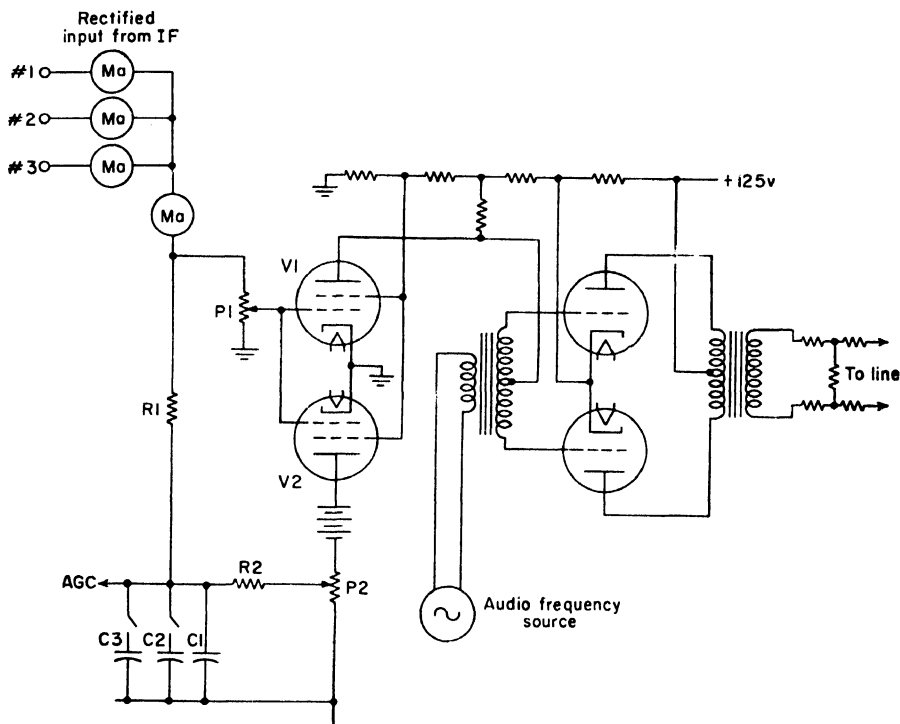 Rectified
input from IF
#1
Ma
#2
Ma
#3
Ma
Ma
+125v
V1
P1
To line
R1
V2
AGC
R2
P2
C3
C2
C1
Audio frequency
source